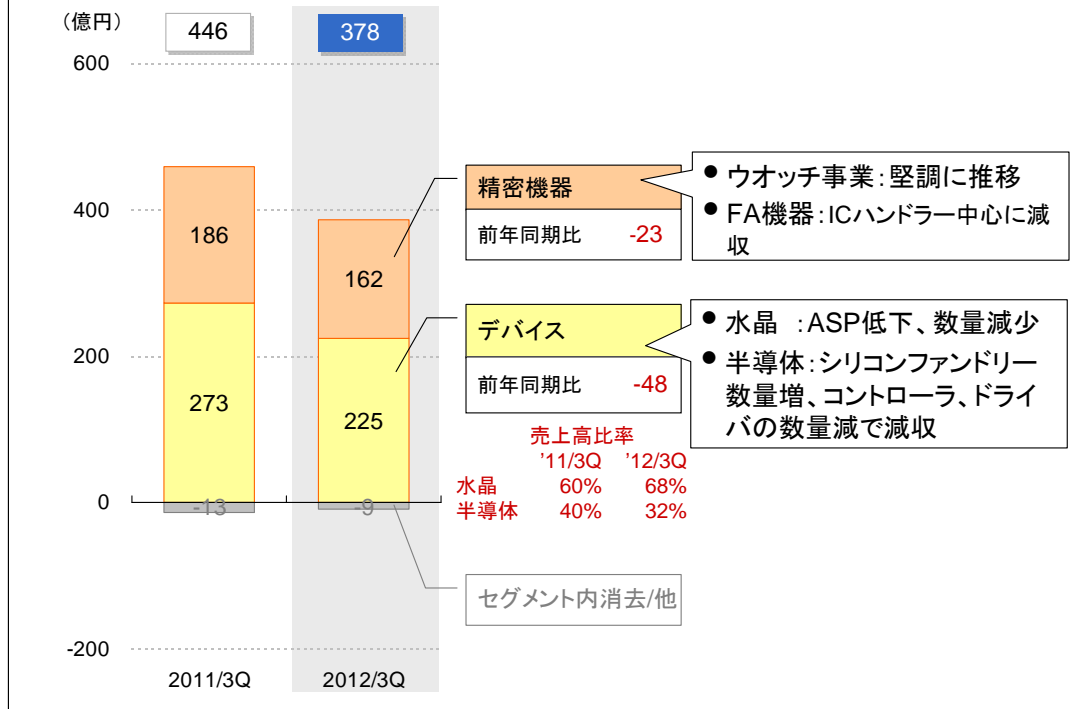 （億円）
446
378
600
400
200
0
-200
186
273
-13
162
225
-9
2011/3Q
2012/3Q
精密機器
前年同期比 -23
● ウオッチ事業：堅調に推移
● FA機器：ICハンドラー中心に減
収
デバイス
前年同期比 -48
● 水晶 ：ASP低下、数量減少
● 半導体：シリコンファンドリー
数量増、コントローラ、ドライ
バの数量減で減収
売上高比率
'11/3Q '12/3Q
水晶 60% 68%
半導体 40% 32%
セグメント内消去/他